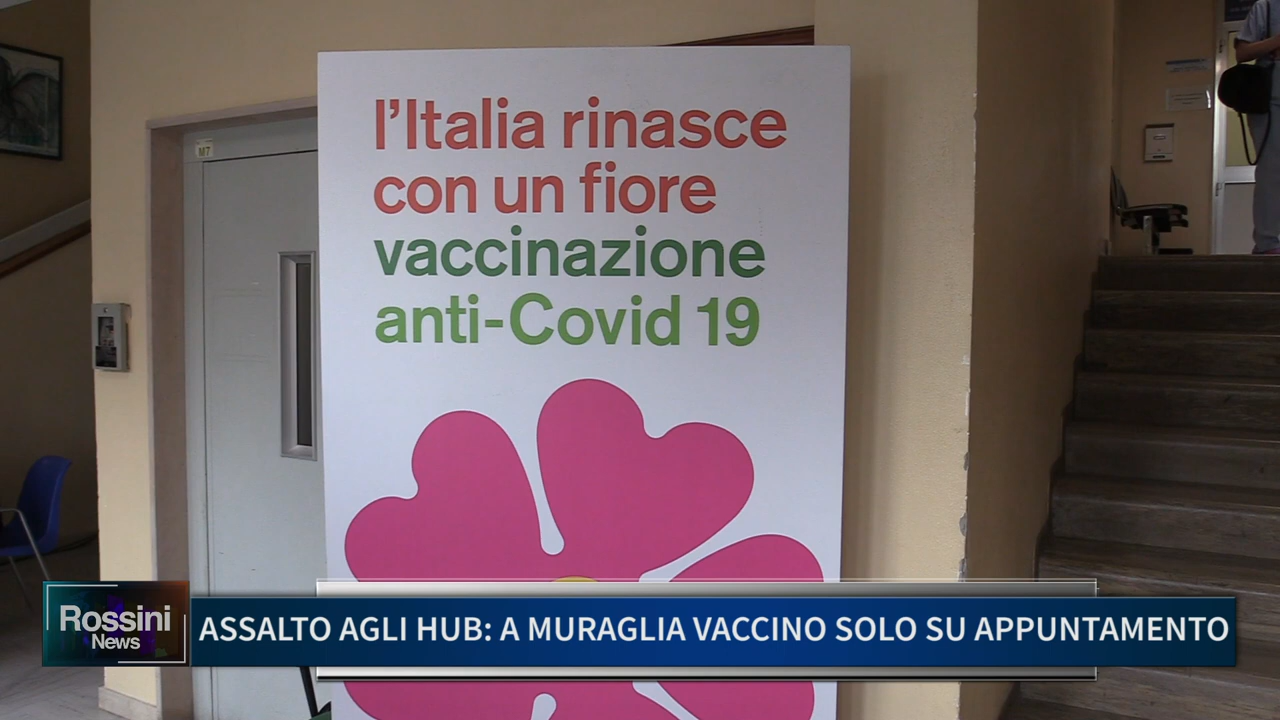 l'Italia rinasce
con un fiore
vaccinazione
anti-Covid 19
M7
Rossini
News
ASSALTO AGLI HUB: A MURAGLIA VACCINO SOLO SU APPUNTAMENTO